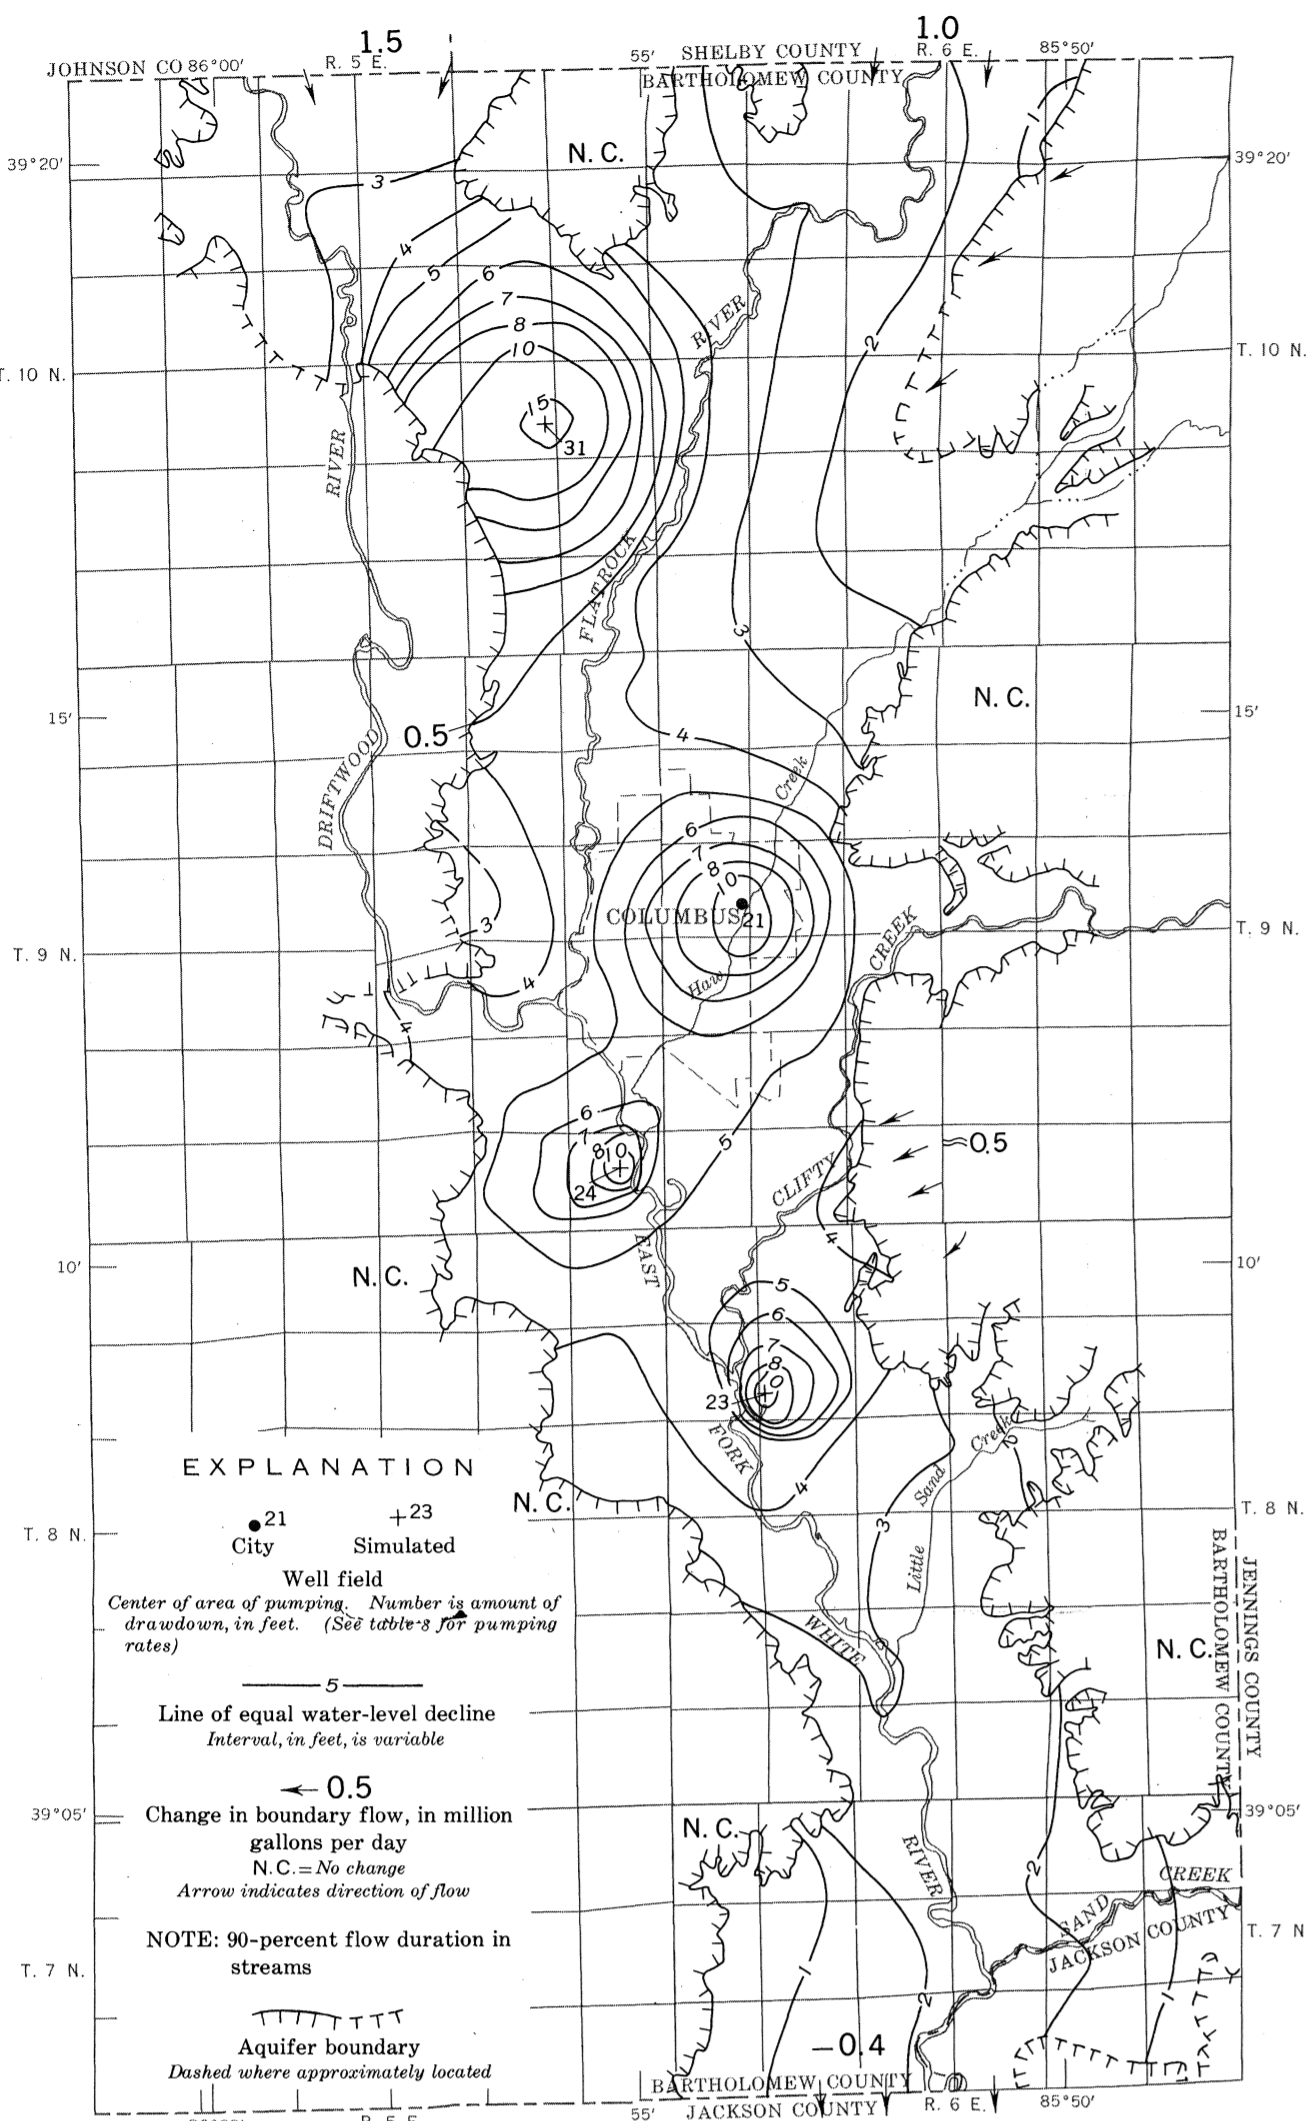 1.5
1.0
JOHNSON CO 86°00′
R. 5 E.
55′
SHELBY COUNTY
BARTHOLOMEW COUNTY
R. 6 E.
85°50′
39°20′
N. C.
1
39°20′
3
4
5
6
7
8
10
15
31
2
RIVER
T. 10 N.
T. 10 N.
RIVER
FLATROCK
3
N. C.
15′
15′
0.5
4
DRIFTWOOD
Creek
6
7
8
10
COLUMBUS 21
3
CREEK
T. 9 N.
T. 9 N.
Haw
4
4
6
7
8 10
24
5
0.5
CLIFTY
4
EAST
10′
10′
N. C.
5
6
7
8
0
23
FORK
Creek
Sand
Little
4
3
N. C.
EXPLANATION
21
+23
City
Simulated
Well field
Center of area of pumping. Number is amount of
drawdown, in feet. (See table 8 for pumping
rates)
T. 8 N.
T. 8 N.
BARTHOLOMEW COUNTY
JENNINGS COUNTY
WHITE
N. C.
5
Line of equal water-level decline
Interval, in feet, is variable
← 0.5
Change in boundary flow, in million
gallons per day
N. C. = No change
Arrow indicates direction of flow
NOTE: 90-percent flow duration in
streams
Aquifer boundary
Dashed where approximately located
39°05′
39°05′
N. C.
RIVER
2
CREEK
SAND
JACKSON COUNTY
T. 7 N.
T. 7 N
1
2
1
−0.4
BARTHOLOMEW COUNTY
JACKSON COUNTY
55′
R. 6 E.
85°50′
R. 5 E